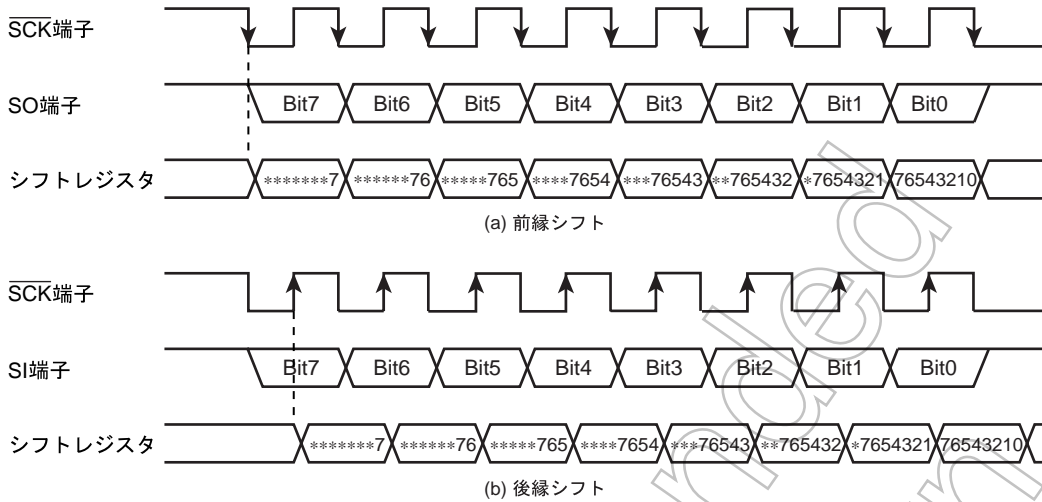 SCK端子
SO端子 Bit7 Bit6 Bit5 Bit4 Bit3 Bit2 Bit1 Bit0
シフトレジスタ *******7 ******76 *****765 ****7654 ***76543 **765432 *7654321 76543210
(a) 前縁シフト
SCK端子
SI端子 Bit7 Bit6 Bit5 Bit4 Bit3 Bit2 Bit1 Bit0
シフトレジスタ *******7 ******76 *****765 ****7654 ***76543 **765432 *7654321 76543210
(b) 後縁シフト